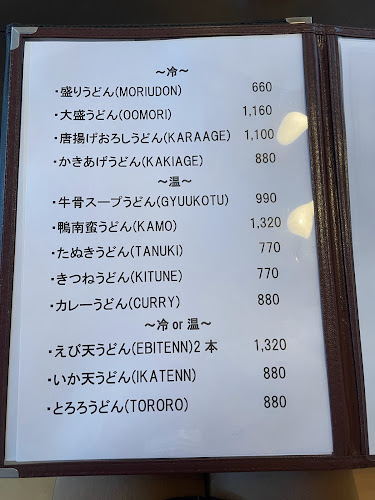 ～冷～
・盛りうどん(MORIUDON) 660
・大盛うどん(OOMORI) 1,160
・唐揚げおろしうどん(KARAAGE) 1,100
・かきあげうどん(KAKIAGE) 880
～温～
・牛骨スープうどん(GYUUKOTU) 990
・鴨南蛮うどん(KAMO) 1,320
・たぬきうどん(TANUKI) 770
・きつねうどん(KITUNE) 770
・カレーうどん(CURRY) 880
～冷 or 温～
・えび天うどん(EBITENN)2 本 1,320
・いか天うどん(IKATENN) 880
・とろろうどん(TORORO) 880